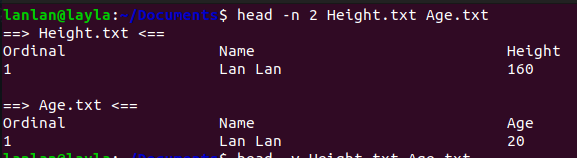 lanlan@layla:~/Documents$ head -n 2 Height.txt Age.txt
==> Height.txt <==
Ordinal Name Height
1 Lan Lan 160
==> Age.txt <==
Ordinal Name Age
1 Lan Lan 20
lanlan@layla:~/Documents$ head -v Height.txt Age.txt